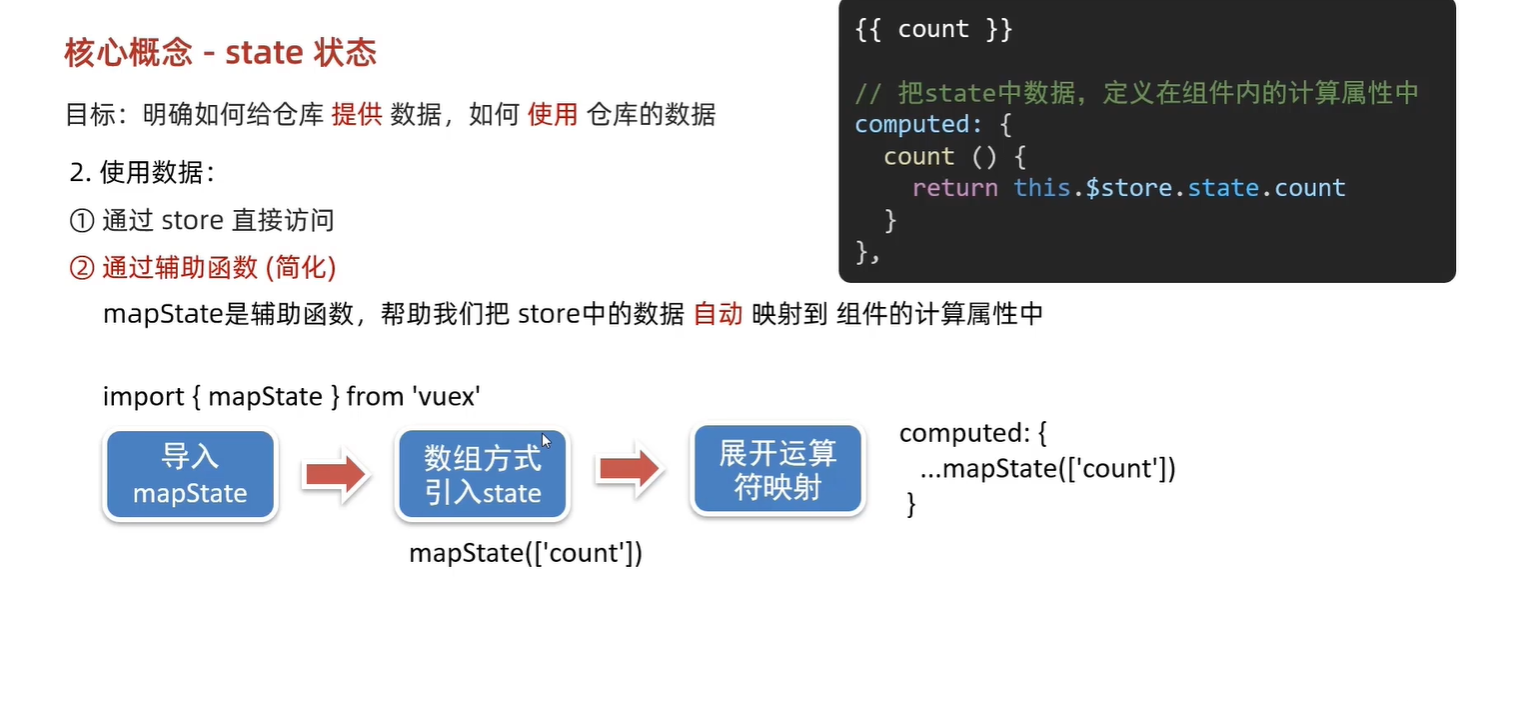 核心概念 - state 状态
目标：明确如何给仓库 提供 数据，如何 使用 仓库的数据
2. 使用数据：
① 通过 store 直接访问
② 通过辅助函数 (简化)
mapState是辅助函数，帮助我们把 store中的数据 自动 映射到 组件的计算属性中
{{ count }}
// 把state中数据，定义在组件内的计算属性中
computed: {
  count () {
    return this.$store.state.count
  }
},
import { mapState } from 'vuex'
导入
mapState
数组方式
引入state
mapState(['count'])
展开运算
符映射
computed: {
  ...mapState(['count'])
}